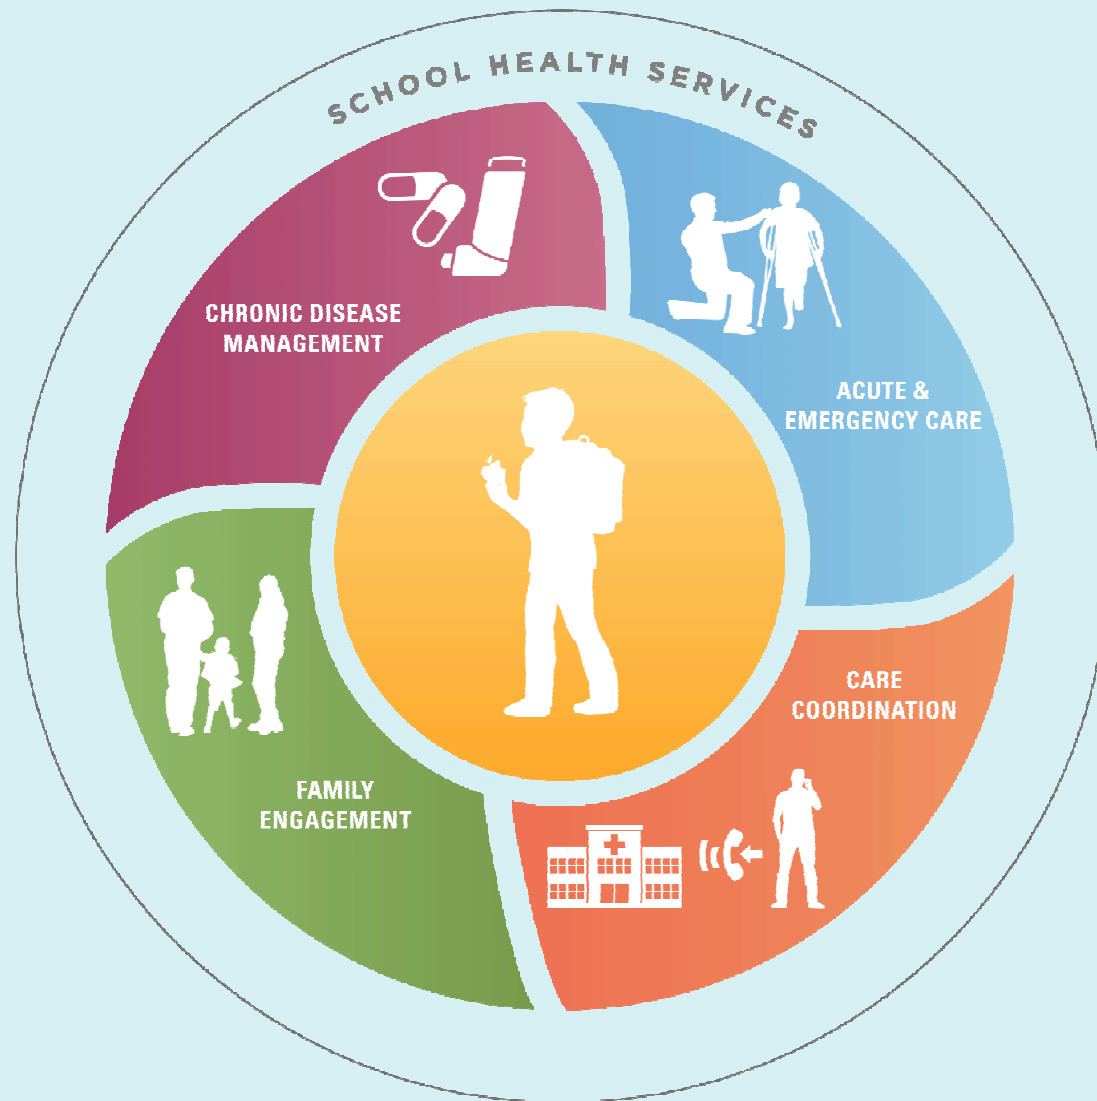 SCHOOL HEALTH SERVICES
CHRONIC DISEASE
MANAGEMENT
ACUTE &
EMERGENCY CARE
CARE
COORDINATION
FAMILY
ENGAGEMENT